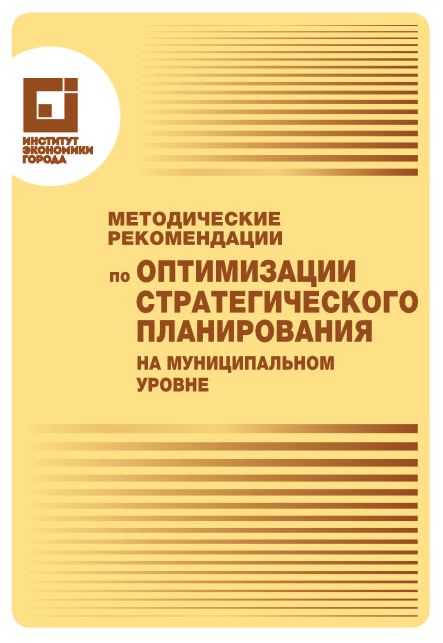 ИНСТИТУТ
ЭКОНОМИКИ
ГОРОДА
МЕТОДИЧЕСКИЕ
РЕКОМЕНДАЦИИ
по ОПТИМИЗАЦИИ
СТРАТЕГИЧЕСКОГО
ПЛАНИРОВАНИЯ
НА МУНИЦИПАЛЬНОМ
УРОВНЕ